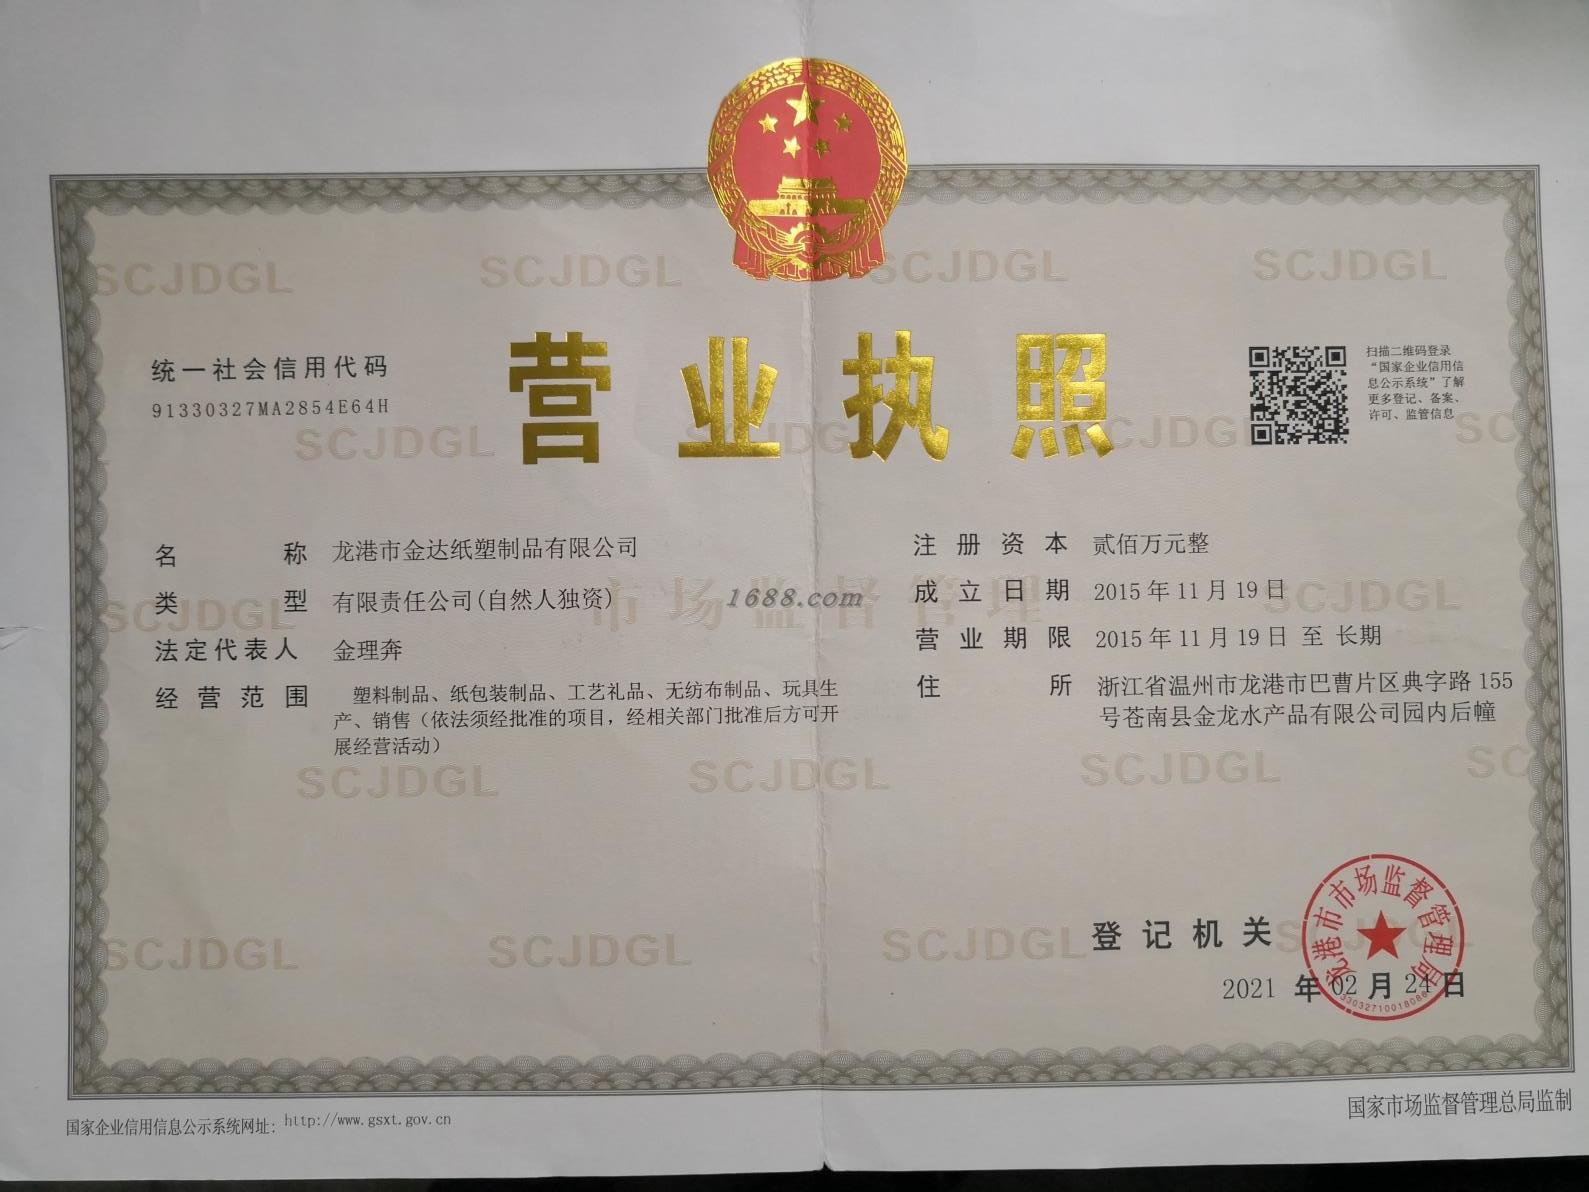 SCJDGL SCJDGL SCJDGL SCJDGL
营业执照
统一社会信用代码
91330327MA2854E64H
扫描二维码登录
“国家企业信用信
息公示系统”了解
更多登记、备案、
许可、监管信息
名称 龙港市金达纸塑制品有限公司
类型 有限责任公司(自然人独资)
法定代表人 金理奔
经营范围 塑料制品、纸包装制品、工艺礼品、无纺布制品、玩具生
产、销售（依法须经批准的项目，经相关部门批准后方可开
展经营活动）
注册资本 贰佰万元整
成立日期 2015年11月19日
营业期限 2015年11月19日 至 长期
住所 浙江省温州市龙港市巴曹片区典字路155
号苍南县金龙水产品有限公司园内后幢
市场监督管理
1688.com
SCJDGL SCJDGL SCJDGL
登记机关
龙港市市场监督管理局
2021年02月24日
SCJDGL SCJDGL SCJDGL
国家企业信用信息公示系统网址：http://www.gsxt.gov.cn
国家市场监督管理总局监制